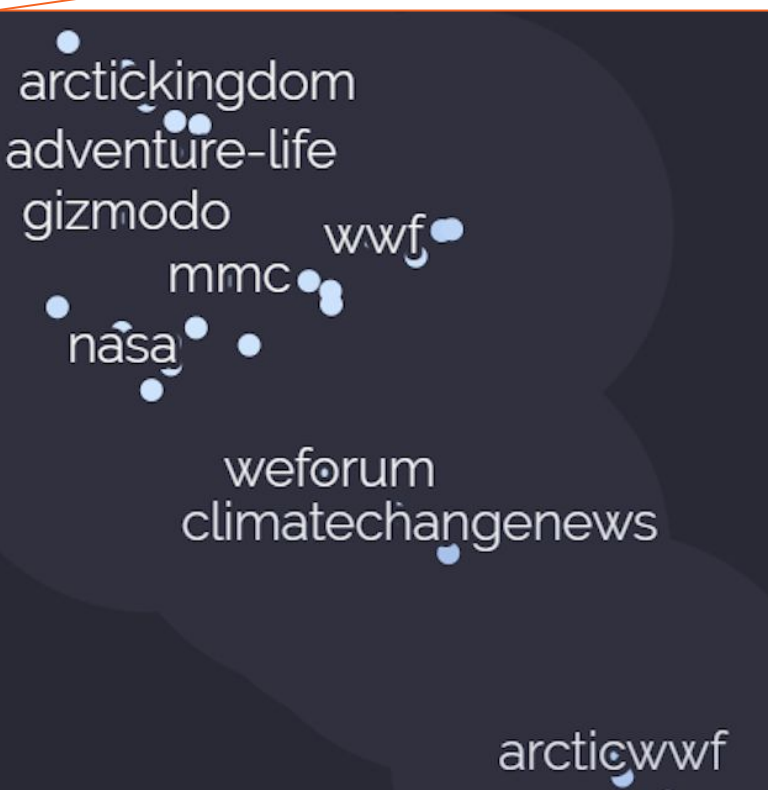 arctickingdom
adventure-life
gizmodo
wwf
mmc
nasa
weforum
climatechangenews
arcticwwf